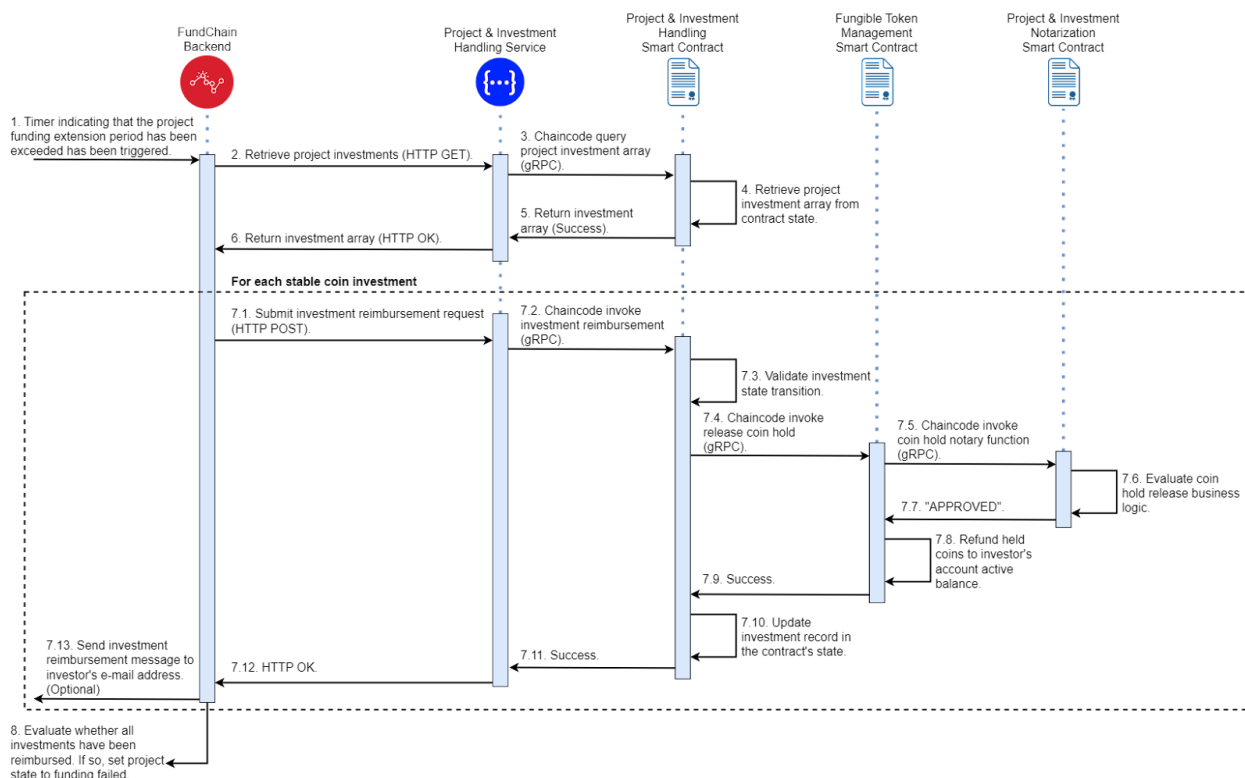 FundChain
Backend
Project & Investment
Handling Service
Project & Investment
Handling
Smart Contract
Fungible Token
Management
Smart Contract
Project & Investment
Notarization
Smart Contract
{...}
1. Timer indicating that the project
funding extension period has been
exceeded has been triggered.
2. Retrieve project investments (HTTP GET).
3. Chaincode query
project investment array
(gRPC).
4. Retrieve project
investment array from
contract state.
5. Return investment
array (Success).
6. Return investment array (HTTP OK).
For each stable coin investment
7.1. Submit investment reimbursement request
(HTTP POST).
7.2. Chaincode invoke
investment reimbursement
(gRPC).
7.3. Validate investment
state transition.
7.4. Chaincode invoke
release coin hold
(gRPC).
7.5. Chaincode invoke
coin hold notary function
(gRPC).
7.6. Evaluate coin
hold release business
logic.
7.7. "APPROVED".
7.8. Refund held
coins to investor's
account active
balance.
7.9. Success.
7.10. Update
investment record in
the contract's state.
7.11. Success.
7.12. HTTP OK.
7.13. Send investment
reimbursement message to
investor's e-mail address.
(Optional)
8. Evaluate whether all
investments have been
reimbursed. If so, set project
state to funding failed.